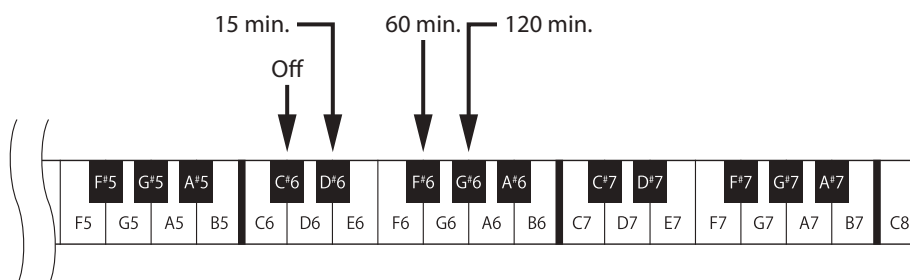 15 min. 60 min. 120 min.
Off
F#5 G#5 A#5 C#6 D#6 F#6 G#6 A#6 C#7 D#7 F#7 G#7 A#7
F5 G5 A5 B5 C6 D6 E6 F6 G6 A6 B6 C7 D7 E7 F7 G7 A7 B7 C8